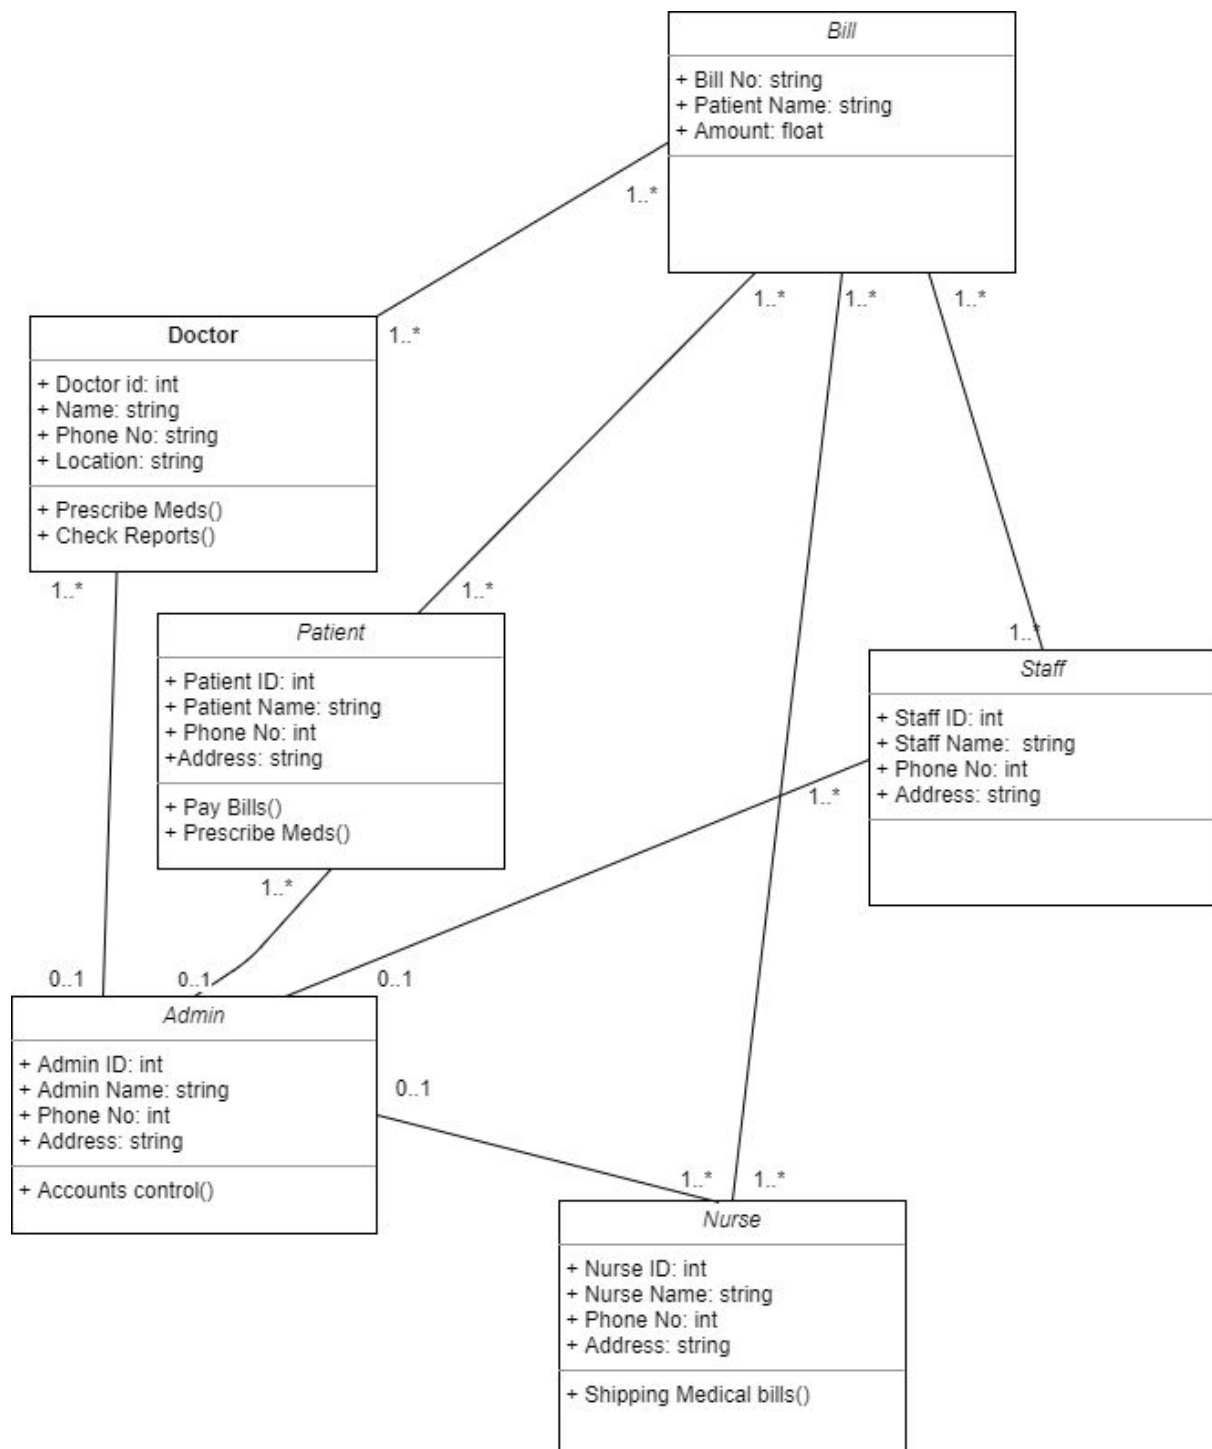 Bill
+ Bill No: string
+ Patient Name: string
+ Amount: float
1..*
1..*
1..*
1..*
1..*
Doctor
+ Doctor id: int
+ Name: string
+ Phone No: string
+ Location: string
+ Prescribe Meds()
+ Check Reports()
1..*
1..*
1..*
Patient
+ Patient ID: int
+ Patient Name: string
+ Phone No: int
+Address: string
+ Pay Bills()
+ Prescribe Meds()
1..*
Staff
+ Staff ID: int
+ Staff Name:  string
+ Phone No: int
+ Address: string
1..*
1..*
0..1
0..1
0..1
Admin
+ Admin ID: int
+ Admin Name: string
+ Phone No: int
+ Address: string
+ Accounts control()
0..1
1..*
1..*
Nurse
+ Nurse ID: int
+ Nurse Name: string
+ Phone No: int
+ Address: string
+ Shipping Medical bills()